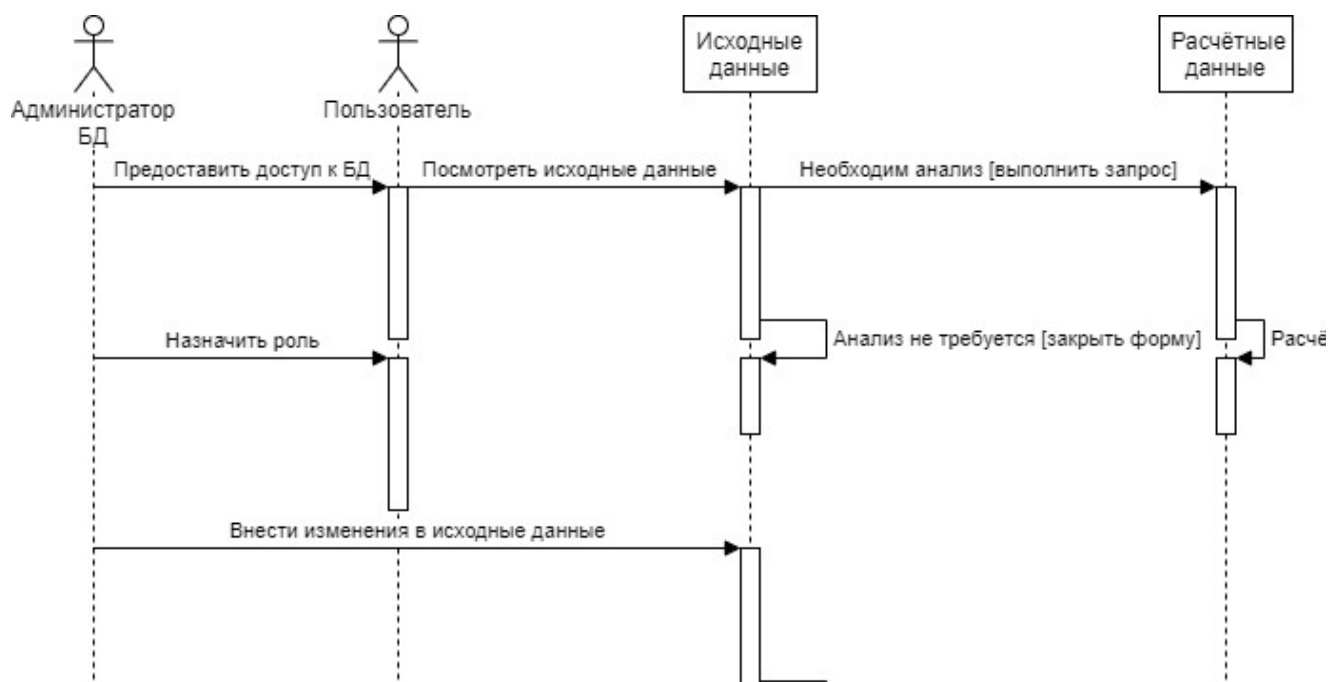 Администратор
БД
Пользователь
Исходные
данные
Расчётные
данные
Предоставить доступ к БД
Посмотреть исходные данные
Необходим анализ [выполнить запрос]
Назначить роль
Анализ не требуется [закрыть форму]
Внести изменения в исходные данные